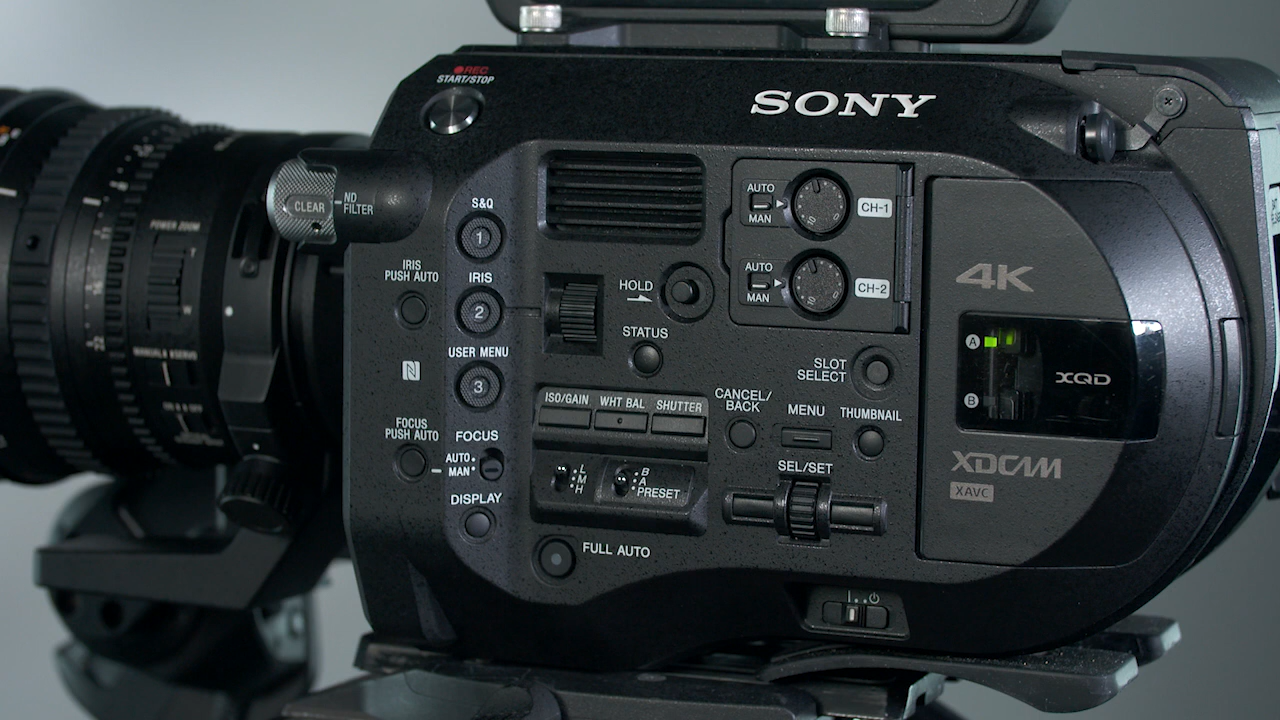 REC
START/STOP
SONY
CLEAR
ND
FILTER
S&Q
1
IRIS
PUSH AUTO
IRIS
2
USER MENU
3
FOCUS
PUSH AUTO
FOCUS
AUTO
MAN
DISPLAY
HOLD
STATUS
AUTO
MAN
CH-1
AUTO
MAN
CH-2
SLOT
SELECT
ISO/GAIN
WHT BAL
SHUTTER
CANCEL/
BACK
MENU
THUMBNAIL
L
M
H
B
A
PRESET
SEL/SET
FULL AUTO
4K
A
B
XQD
XDCAM
XAVC
POWER ZOOM
T
W